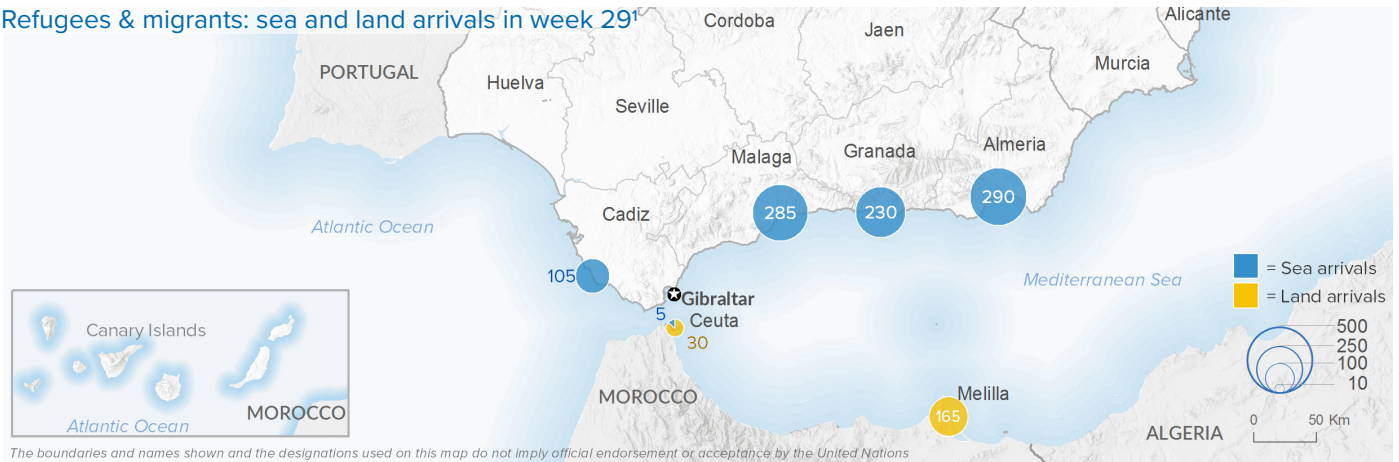 Refugees & migrants: sea and land arrivals in week 29¹
Cordoba
Alicante
Jaen
PORTUGAL
Murcia
Huelva
Seville
Almeria
Malaga
Granada
290
285
230
Cadiz
Atlantic Ocean
105
Mediterranean Sea
= Sea arrivals
Gibraltar
= Land arrivals
5
Ceuta
30
Canary Islands
500
250
100
10
Melilla
MOROCCO
165
MOROCCO
0 50 Km
Atlantic Ocean
ALGERIA
The boundaries and names shown and the designations used on this map do not imply official endorsement or acceptance by the United Nations